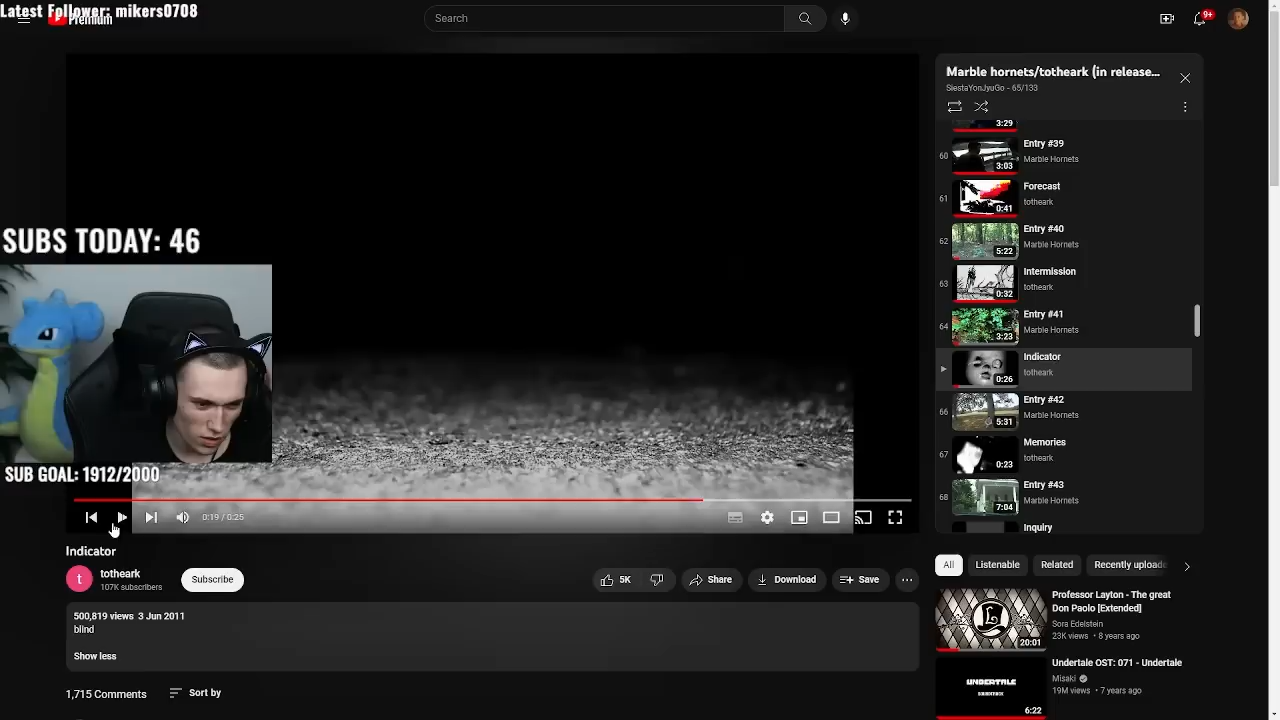 Latest Follower: mikers0708
Premium
Search
9+
Marble hornets/totheark (in release...
SiestaYonJyuGo - 65/133
3:29
60
Entry #39
Marble Hornets
3:03
61
Forecast
totheark
0:41
62
Entry #40
Marble Hornets
5:22
63
Intermission
totheark
0:32
64
Entry #41
Marble Hornets
3:23
Indicator
totheark
0:26
66
Entry #42
Marble Hornets
5:31
67
Memories
totheark
0:23
68
Entry #43
Marble Hornets
7:04
Inquiry
SUBS TODAY: 46
SUB GOAL: 1912/2000
0:19 / 0:25
Indicator
t
totheark
107K subscribers
Subscribe
5K
Share
Download
Save
500,819 views 3 Jun 2011
blind
Show less
1,715 Comments
Sort by
All
Listenable
Related
Recently uploade
Professor Layton - The great
Don Paolo [Extended]
Sora Edelstein
23K views • 8 years ago
20:01
Undertale OST: 071 - Undertale
Misaki
19M views • 7 years ago
UNDERTALE
SOUNDTRACK
6:22